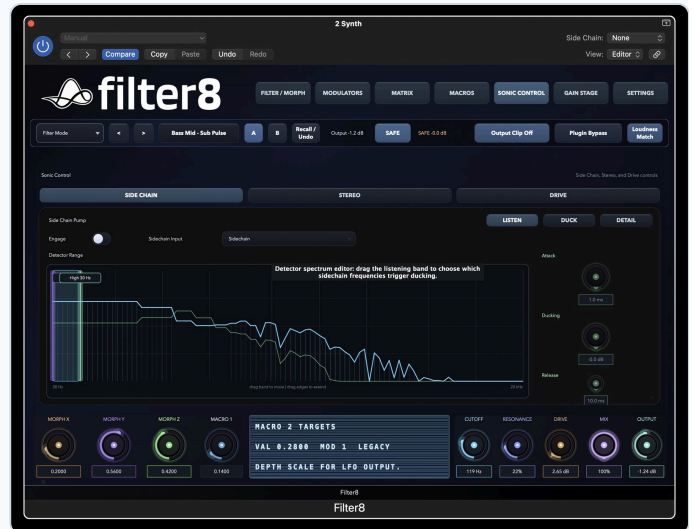 2 Synth
Manual
Side Chain: None
< > Compare Copy Paste Undo Redo
View: Editor
filter8
FILTER / MORPH MODULATORS MATRIX MACROS SONIC CONTROL GAIN STAGE SETTINGS
Filter Mode < > Bass Mid - Sub Pulse A B Recall / Undo Output -1.2 dB SAFE SAFE -0.0 dB Output Clip Off Plugin Bypass Loudness Match
Sonic Control
Side Chain, Stereo, and Drive controls
SIDE CHAIN STEREO DRIVE
Side Chain Pump
LISTEN DUCK DETAIL
Engage Sidechain Input Sidechain
Detector Range
Attack
High 30 Hz
Detector spectrum editor: drag the listening band to choose which
sidechain frequencies trigger ducking.
1.0 ms
Ducking
-0.0 dB
Release
20 Hz drag band to move | drag edges to extend 20 kHz
10.0 ms
MORPH X MORPH Y MORPH Z MACRO 1
MACRO 2 TARGETS
VAL 0.2800 MOD 1 LEGACY
DEPTH SCALE FOR LFO OUTPUT.
CUTOFF RESONANCE DRIVE MIX OUTPUT
0.2000 0.5600 0.4200 0.1400
119 Hz 22% 2.65 dB 100% -1.24 dB
Filter8
Filter8